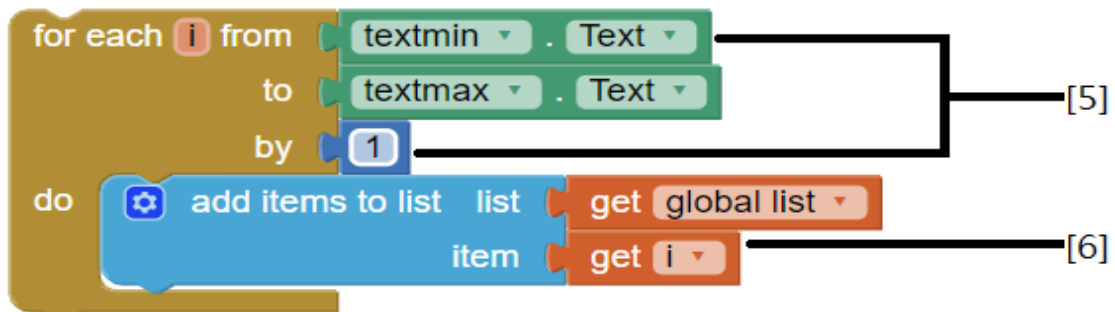 for each i from textmin . Text
to textmax . Text
[5]
by 1
do add items to list list get global list
item get i
[6]